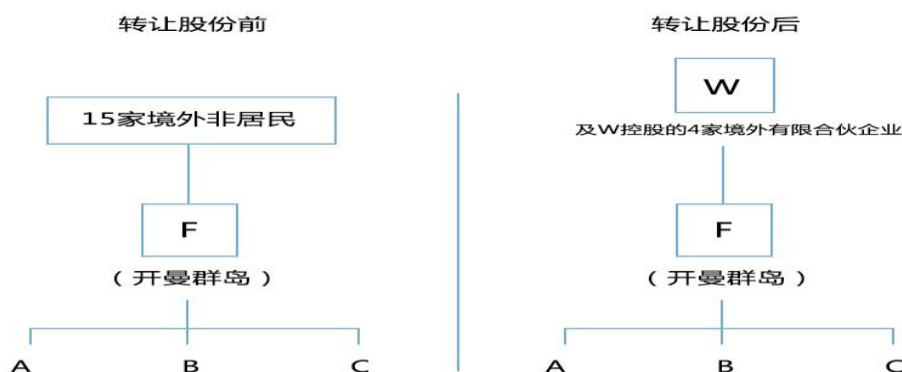 转让股份前
15家境外非居民
F
（开曼群岛）
A B C
转让股份后
W
及W控股的4家境外有限合伙企业
F
（开曼群岛）
A B C